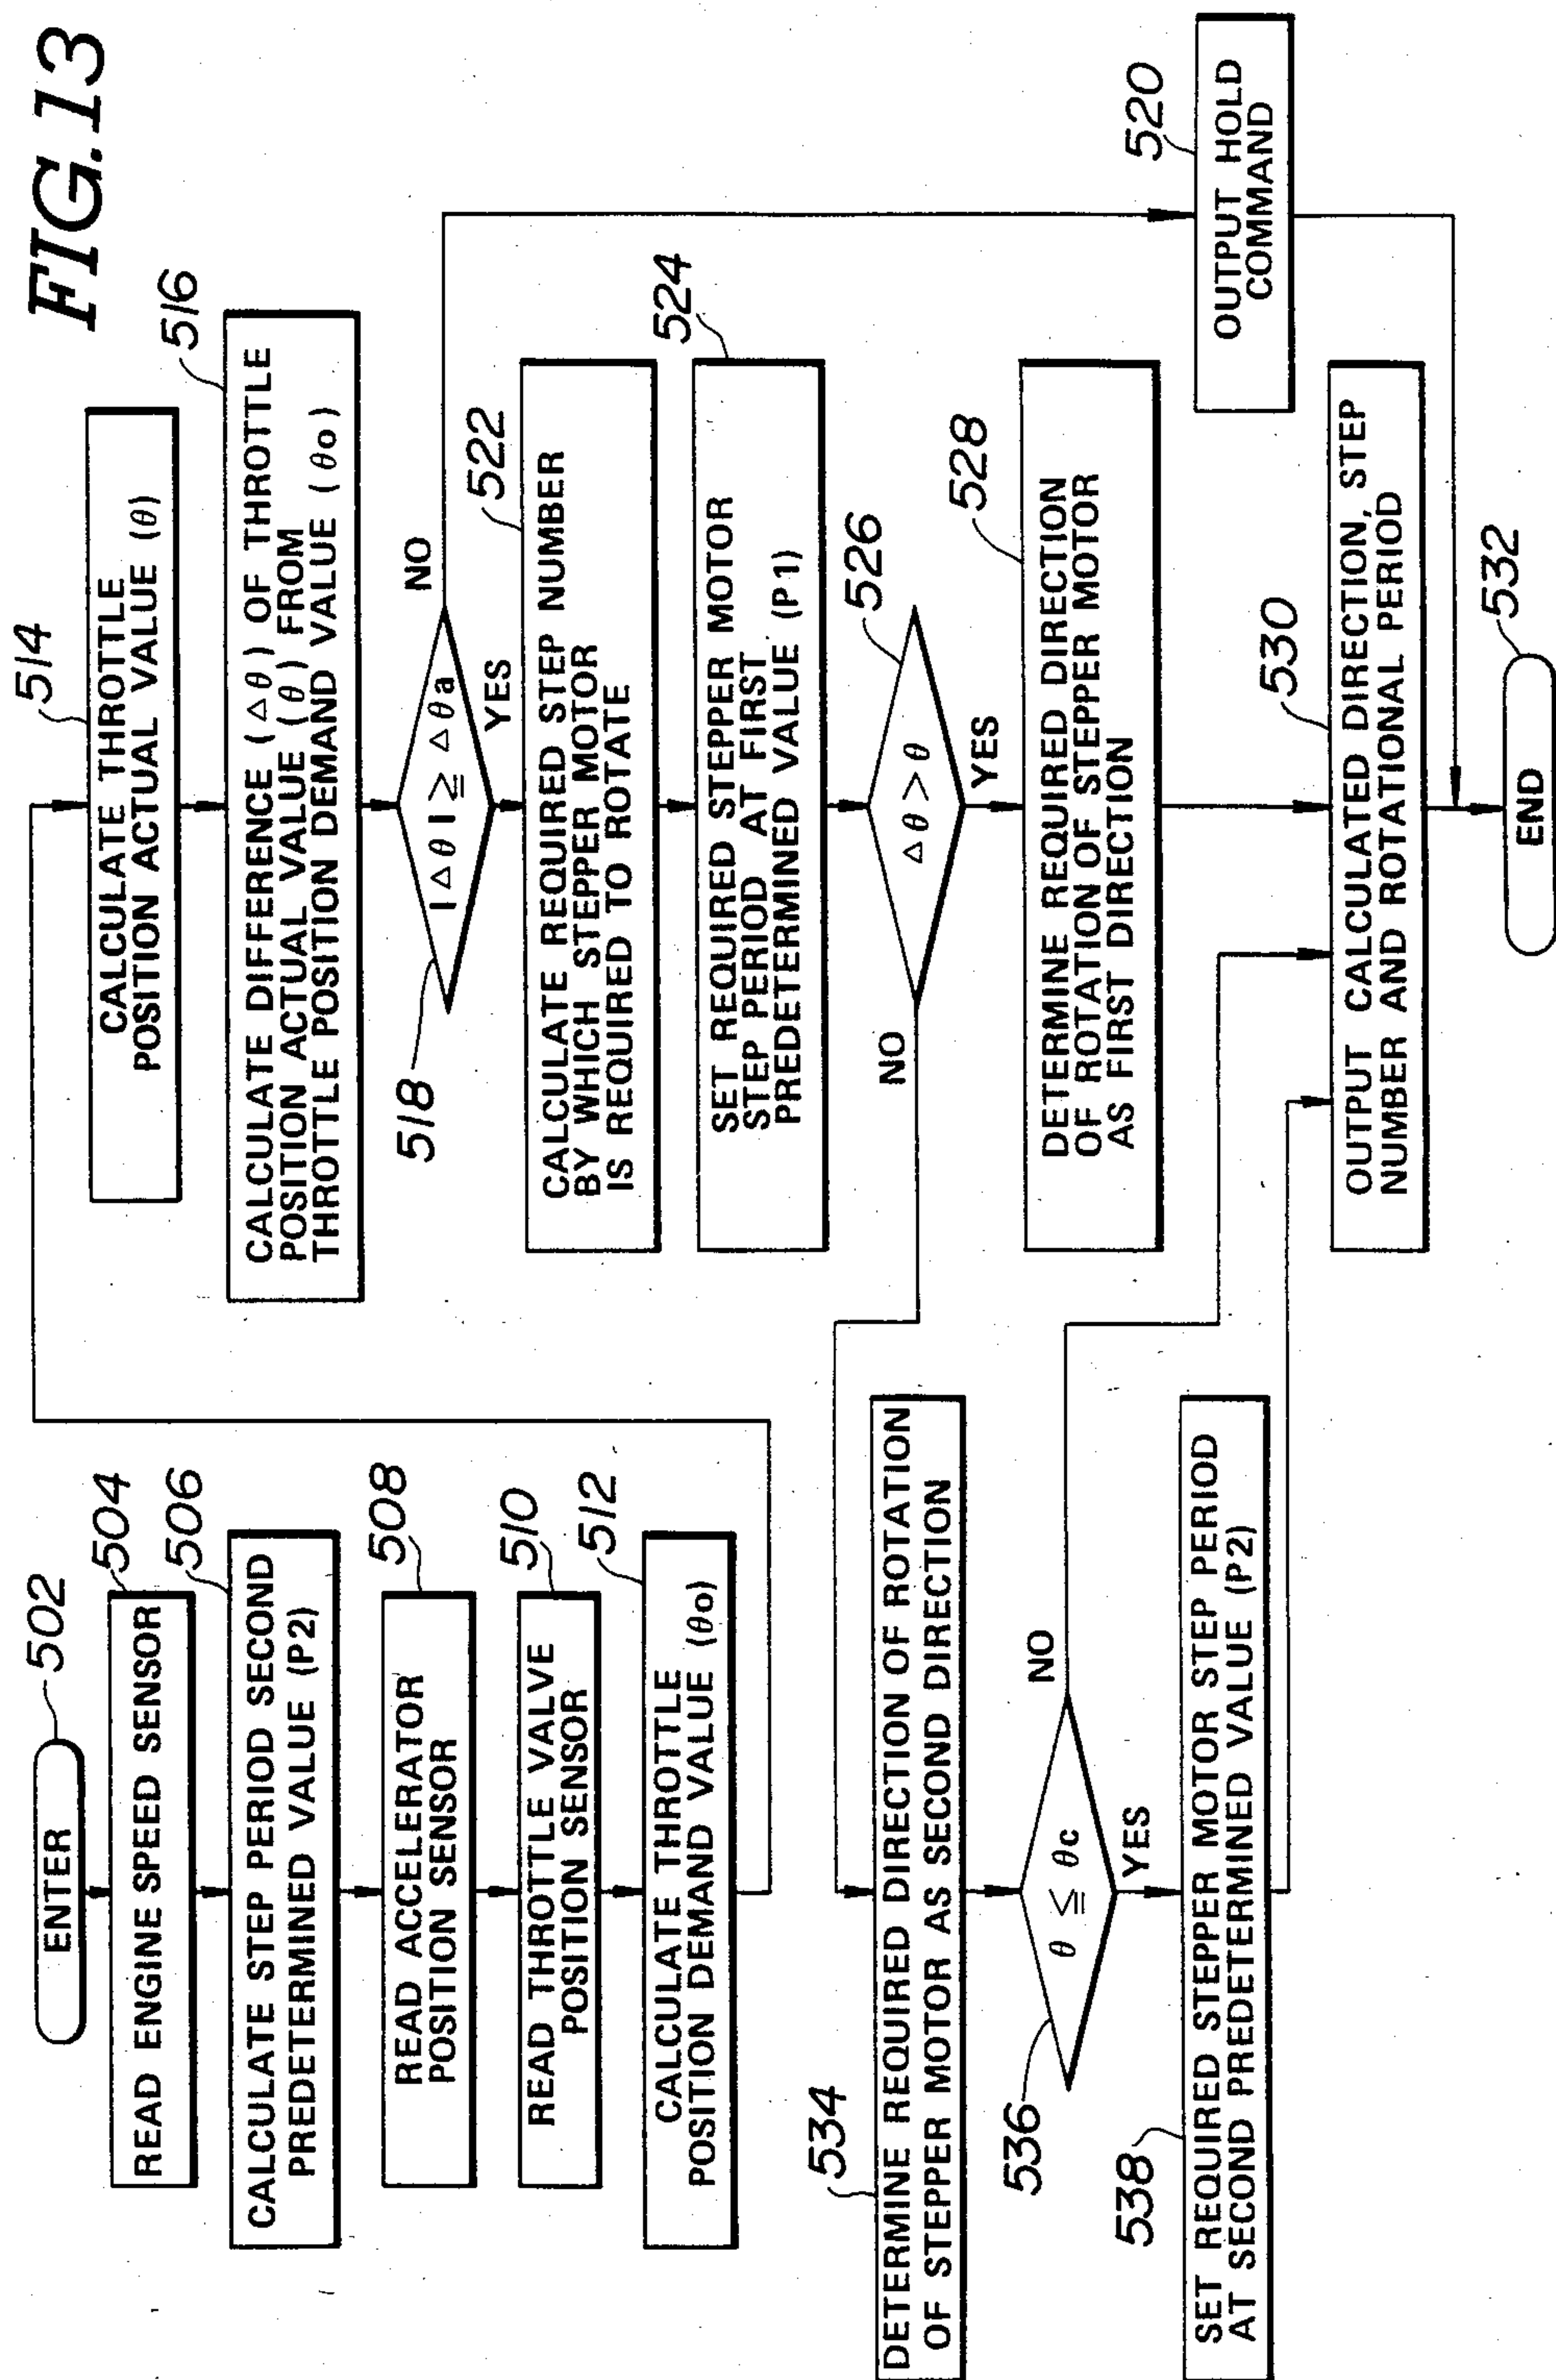 FIG.13
ENTER
502
READ ENGINE SPEED SENSOR
504
CALCULATE STEP PERIOD SECOND
PREDETERMINED VALUE (P2)
506
READ ACCELERATOR
POSITION SENSOR
508
READ THROTTLE VALVE
POSITION SENSOR
510
CALCULATE THROTTLE
POSITION DEMAND VALUE (θo)
512
514
CALCULATE THROTTLE
POSITION ACTUAL VALUE (θ)
516
CALCULATE DIFFERENCE (△θ) OF THROTTLE
POSITION ACTUAL VALUE (θ) FROM
THROTTLE POSITION DEMAND VALUE (θo)
518
|△θ| ≧ △θa
NO
YES
522
CALCULATE REQUIRED STEP NUMBER
BY WHICH STEPPER MOTOR
IS REQUIRED TO ROTATE
524
SET REQUIRED STEPPER MOTOR
STEP PERIOD AT FIRST
PREDETERMINED VALUE (P1)
526
△θ > θ
NO
YES
528
DETERMINE REQUIRED DIRECTION
OF ROTATION OF STEPPER MOTOR
AS FIRST DIRECTION
520
OUTPUT HOLD
COMMAND
530
OUTPUT CALCULATED DIRECTION, STEP
NUMBER AND ROTATIONAL PERIOD
532
END
534
DETERMINE REQUIRED DIRECTION OF ROTATION
OF STEPPER MOTOR AS SECOND DIRECTION
536
θ ≦ θc
NO
YES
538
SET REQUIRED STEPPER MOTOR STEP PERIOD
AT SECOND PREDETERMINED VALUE (P2)